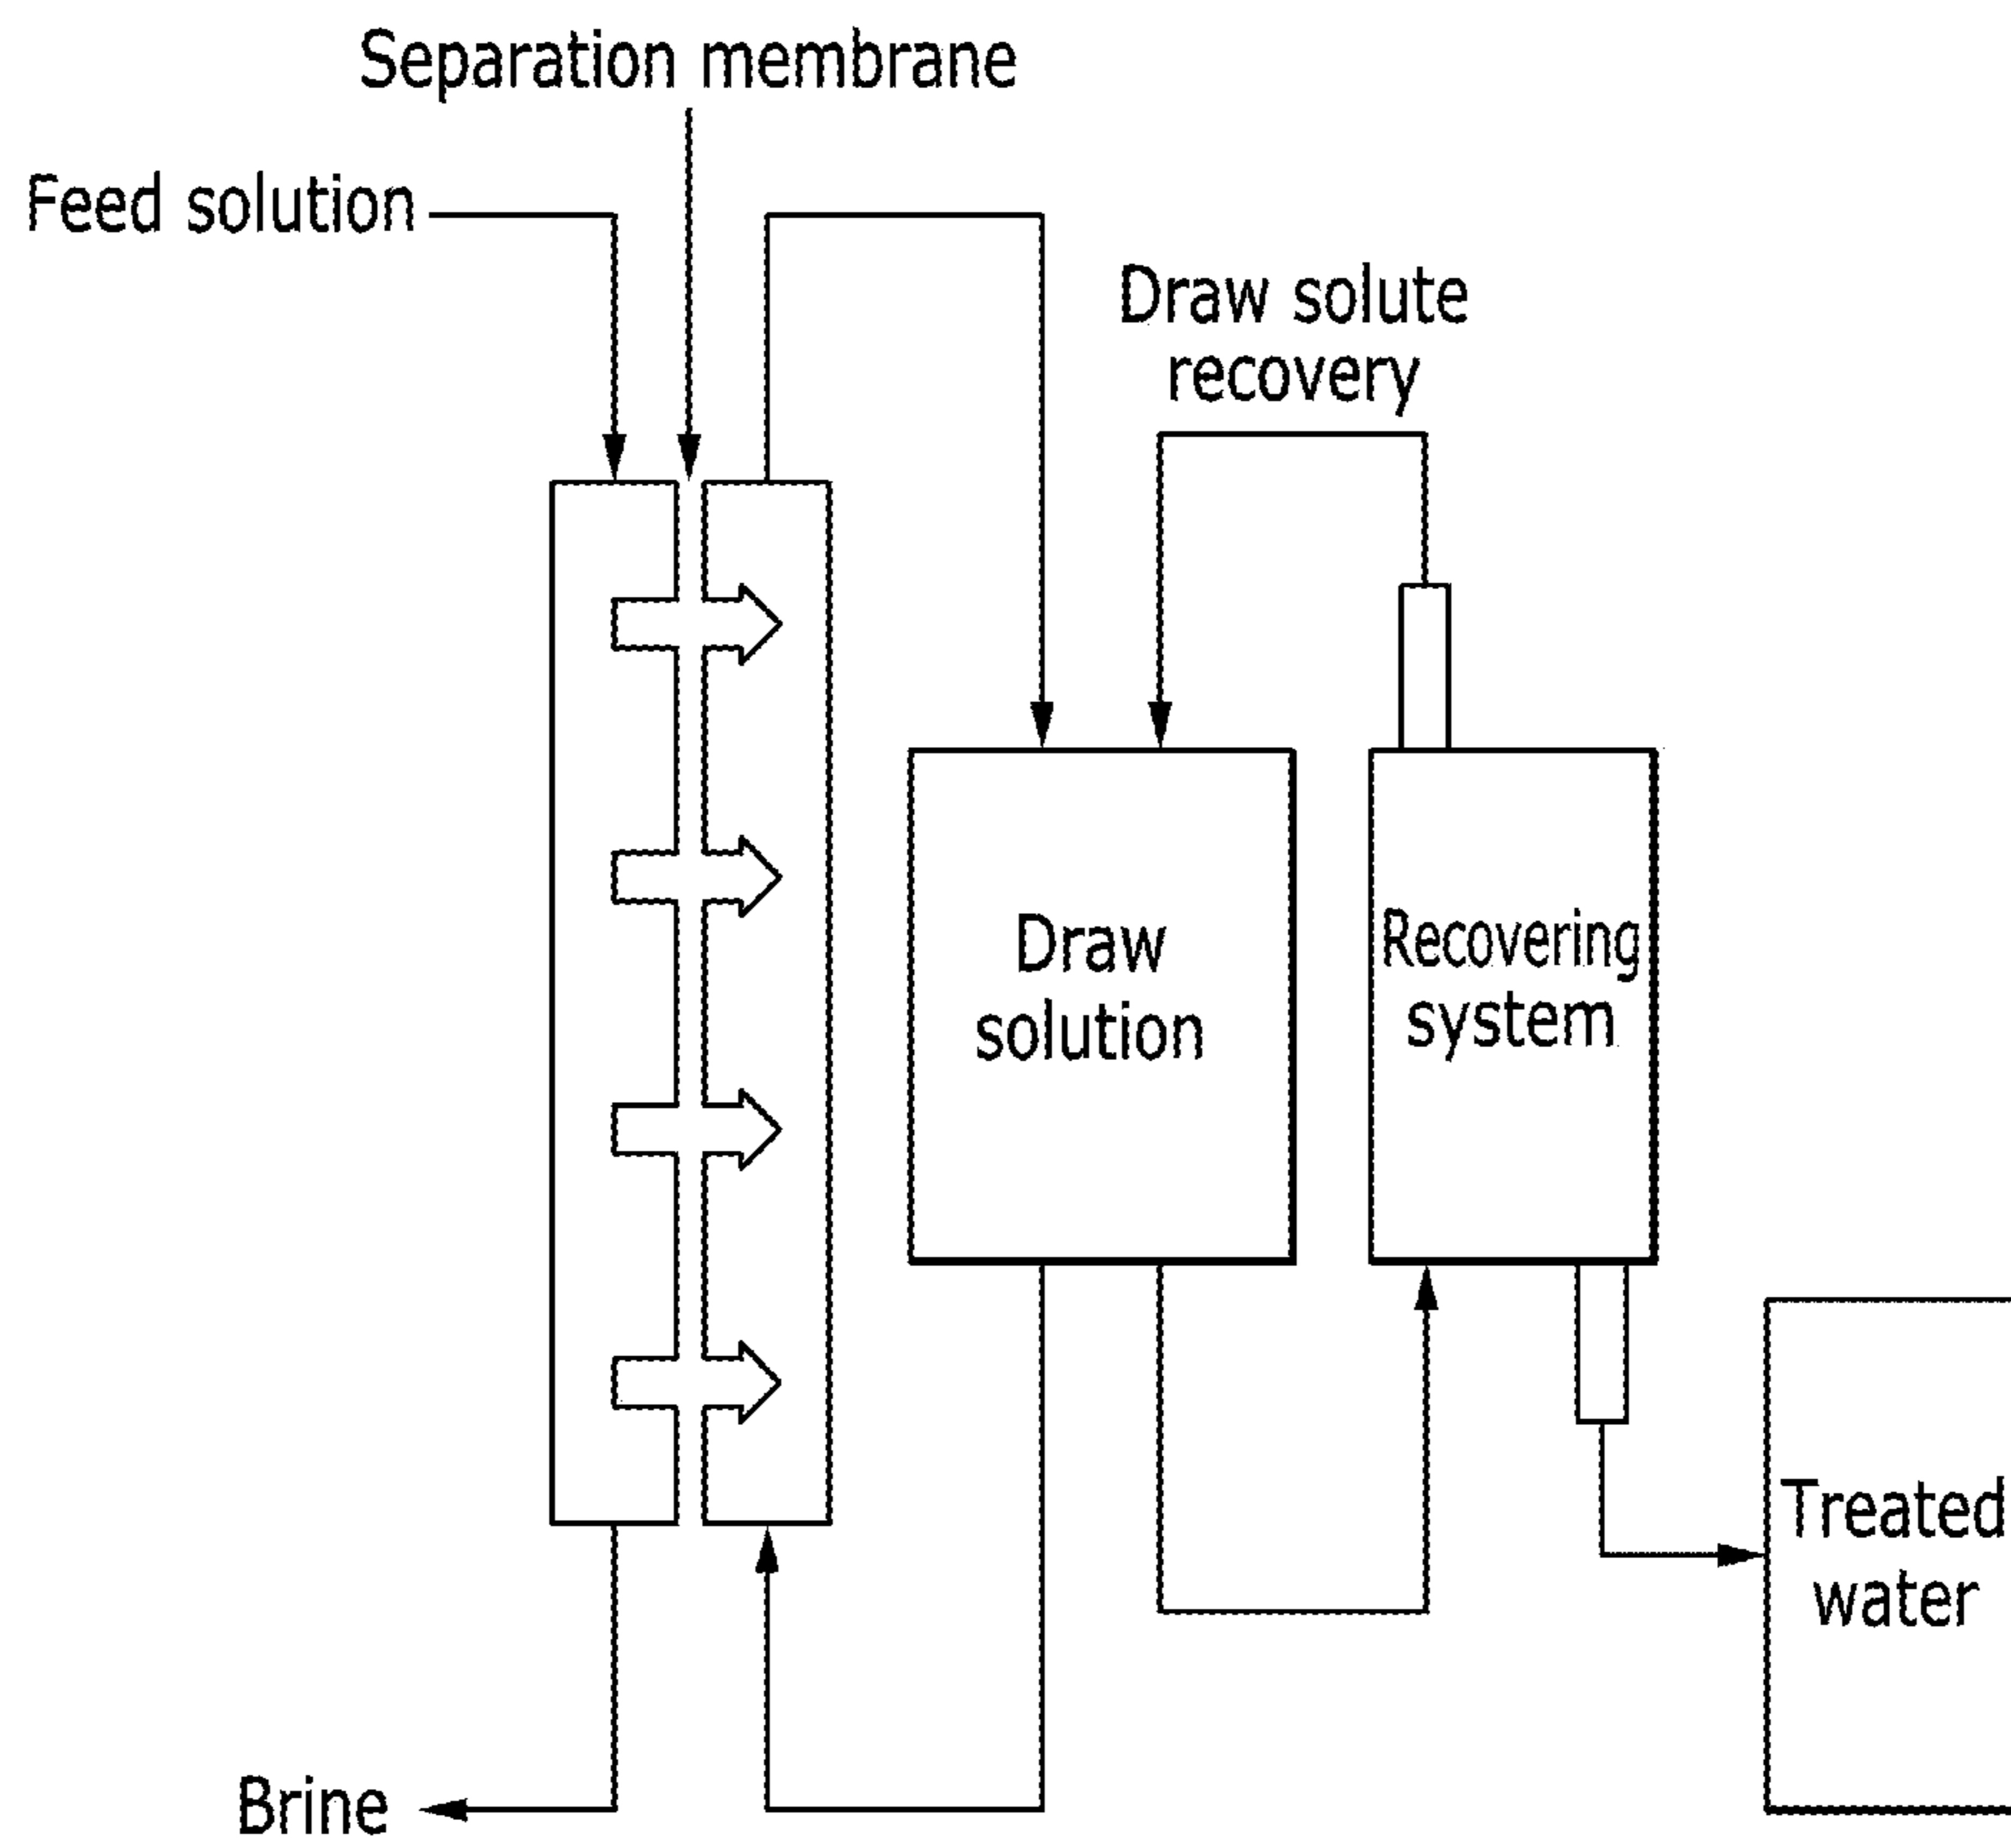 Separation membrane
Feed solution
Draw solute
recovery
Draw
solution
Recovering
system
Treated
water
Brine